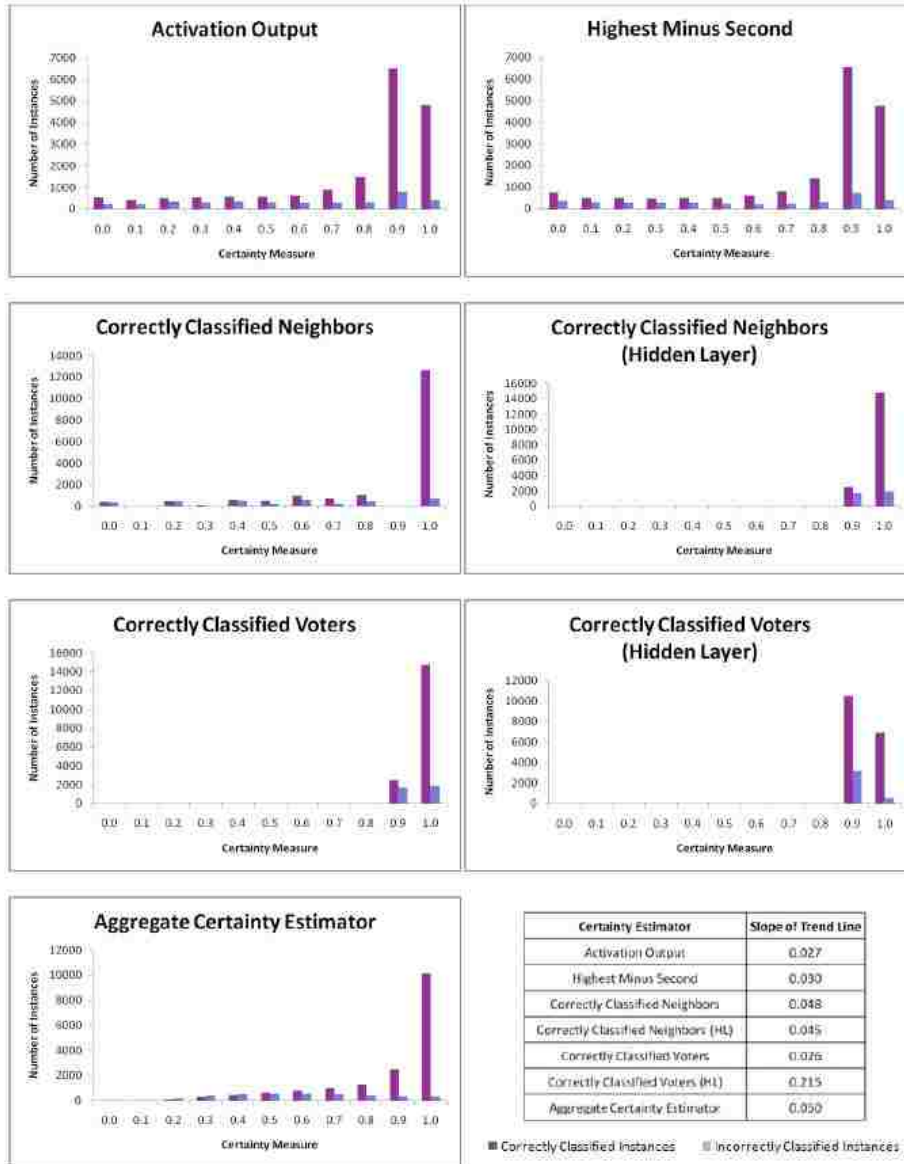 Activation Output
Number of Instances
7000
6000
5000
4000
3000
2000
1000
0
0.0 0.1 0.2 0.3 0.4 0.5 0.6 0.7 0.8 0.9 1.0
Certainty Measure
Highest Minus Second
Number of Instances
7000
6000
5000
4000
3000
2000
1000
0
0.0 0.1 0.2 0.3 0.4 0.5 0.6 0.7 0.8 0.9 1.0
Certainty Measure
Correctly Classified Neighbors
Number of Instances
14000
12000
10000
8000
6000
4000
2000
0
0.0 0.1 0.2 0.3 0.4 0.5 0.6 0.7 0.8 0.9 1.0
Certainty Measure
Correctly Classified Neighbors
(Hidden Layer)
Number of Instances
16000
14000
12000
10000
8000
6000
4000
2000
0
0.0 0.1 0.2 0.3 0.4 0.5 0.6 0.7 0.8 0.9 1.0
Certainty Measure
Correctly Classified Voters
Number of Instances
16000
14000
12000
10000
8000
6000
4000
2000
0
0.0 0.1 0.2 0.3 0.4 0.5 0.6 0.7 0.8 0.9 1.0
Certainty Measure
Correctly Classified Voters
(Hidden Layer)
Number of Instances
12000
10000
8000
6000
4000
2000
0
0.0 0.1 0.2 0.3 0.4 0.5 0.6 0.7 0.8 0.9 1.0
Certainty Measure
Aggregate Certainty Estimator
Number of Instances
12000
10000
8000
6000
4000
2000
0
0.0 0.1 0.2 0.3 0.4 0.5 0.6 0.7 0.8 0.9 1.0
Certainty Measure
Certainty Estimator Slope of Trend Line
Activation Output 0.027
Highest Minus Second 0.030
Correctly Classified Neighbors 0.048
Correctly Classified Neighbors (HL) 0.045
Correctly Classified Voters 0.026
Correctly Classified Voters (HL) 0.215
Aggregate Certainty Estimator 0.050
Correctly Classified Instances Incorrectly Classified Instances